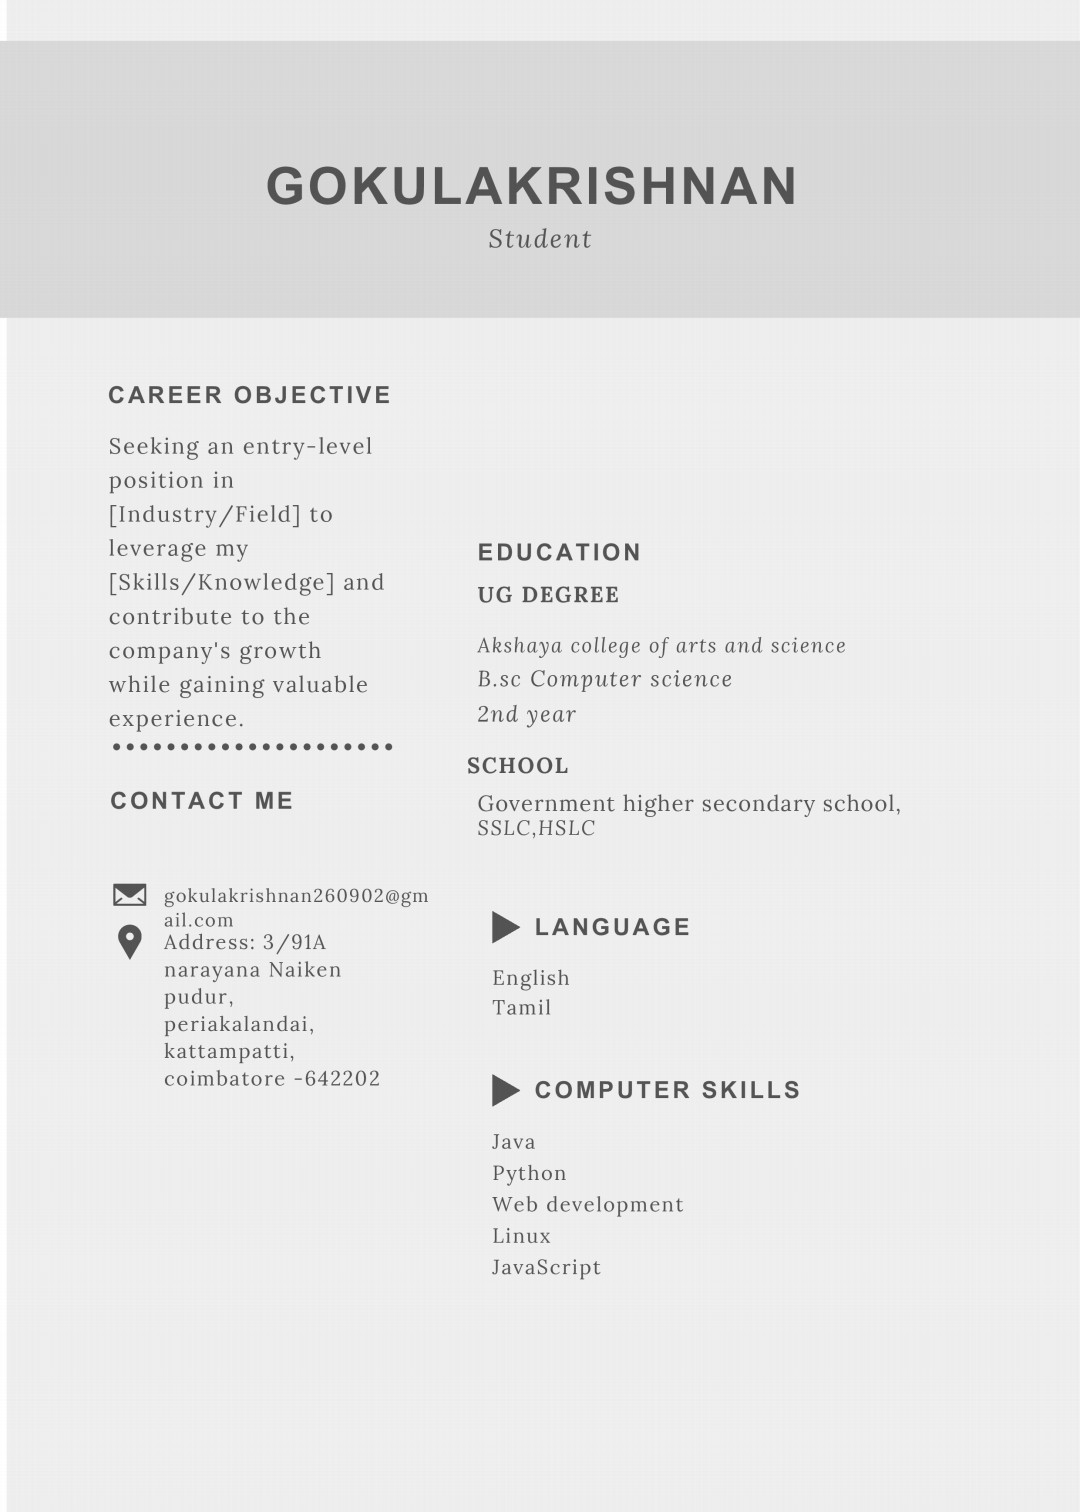 GOKULAKRISHNAN
Student
CAREER OBJECTIVE
Seeking an entry-level
position in
[Industry/Field] to
leverage my
[Skills/Knowledge] and
contribute to the
company's growth
while gaining valuable
experience.
CONTACT ME
gokulakrishnan260902@gm
ail.com
Address: 3/91A
narayana Naiken
pudur,
periakalandai,
kattampatti,
coimbatore -642202
EDUCATION
UG DEGREE
Akshaya college of arts and science
B.sc Computer science
2nd year
SCHOOL
Government higher secondary school,
SSLC,HSLC
LANGUAGE
English
Tamil
COMPUTER SKILLS
Java
Python
Web development
Linux
JavaScript